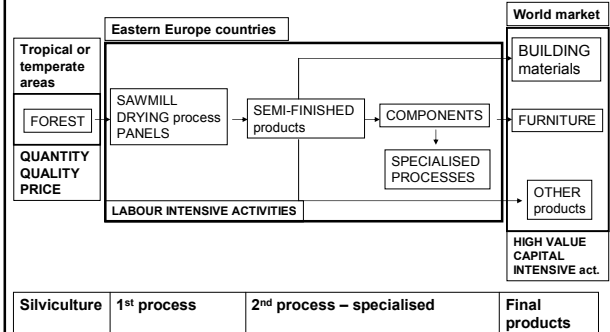 World market
Eastern Europe countries
Tropical or
temperate
areas
BUILDING
materials
FOREST
SAWMILL
DRYING process
PANELS
SEMI-FINISHED
products
COMPONENTS
FURNITURE
QUANTITY
QUALITY
PRICE
SPECIALISED
PROCESSES
OTHER
products
LABOUR INTENSIVE ACTIVITIES
HIGH VALUE
CAPITAL
INTENSIVE act.
Silviculture
1st process
2nd process – specialised
Final
products